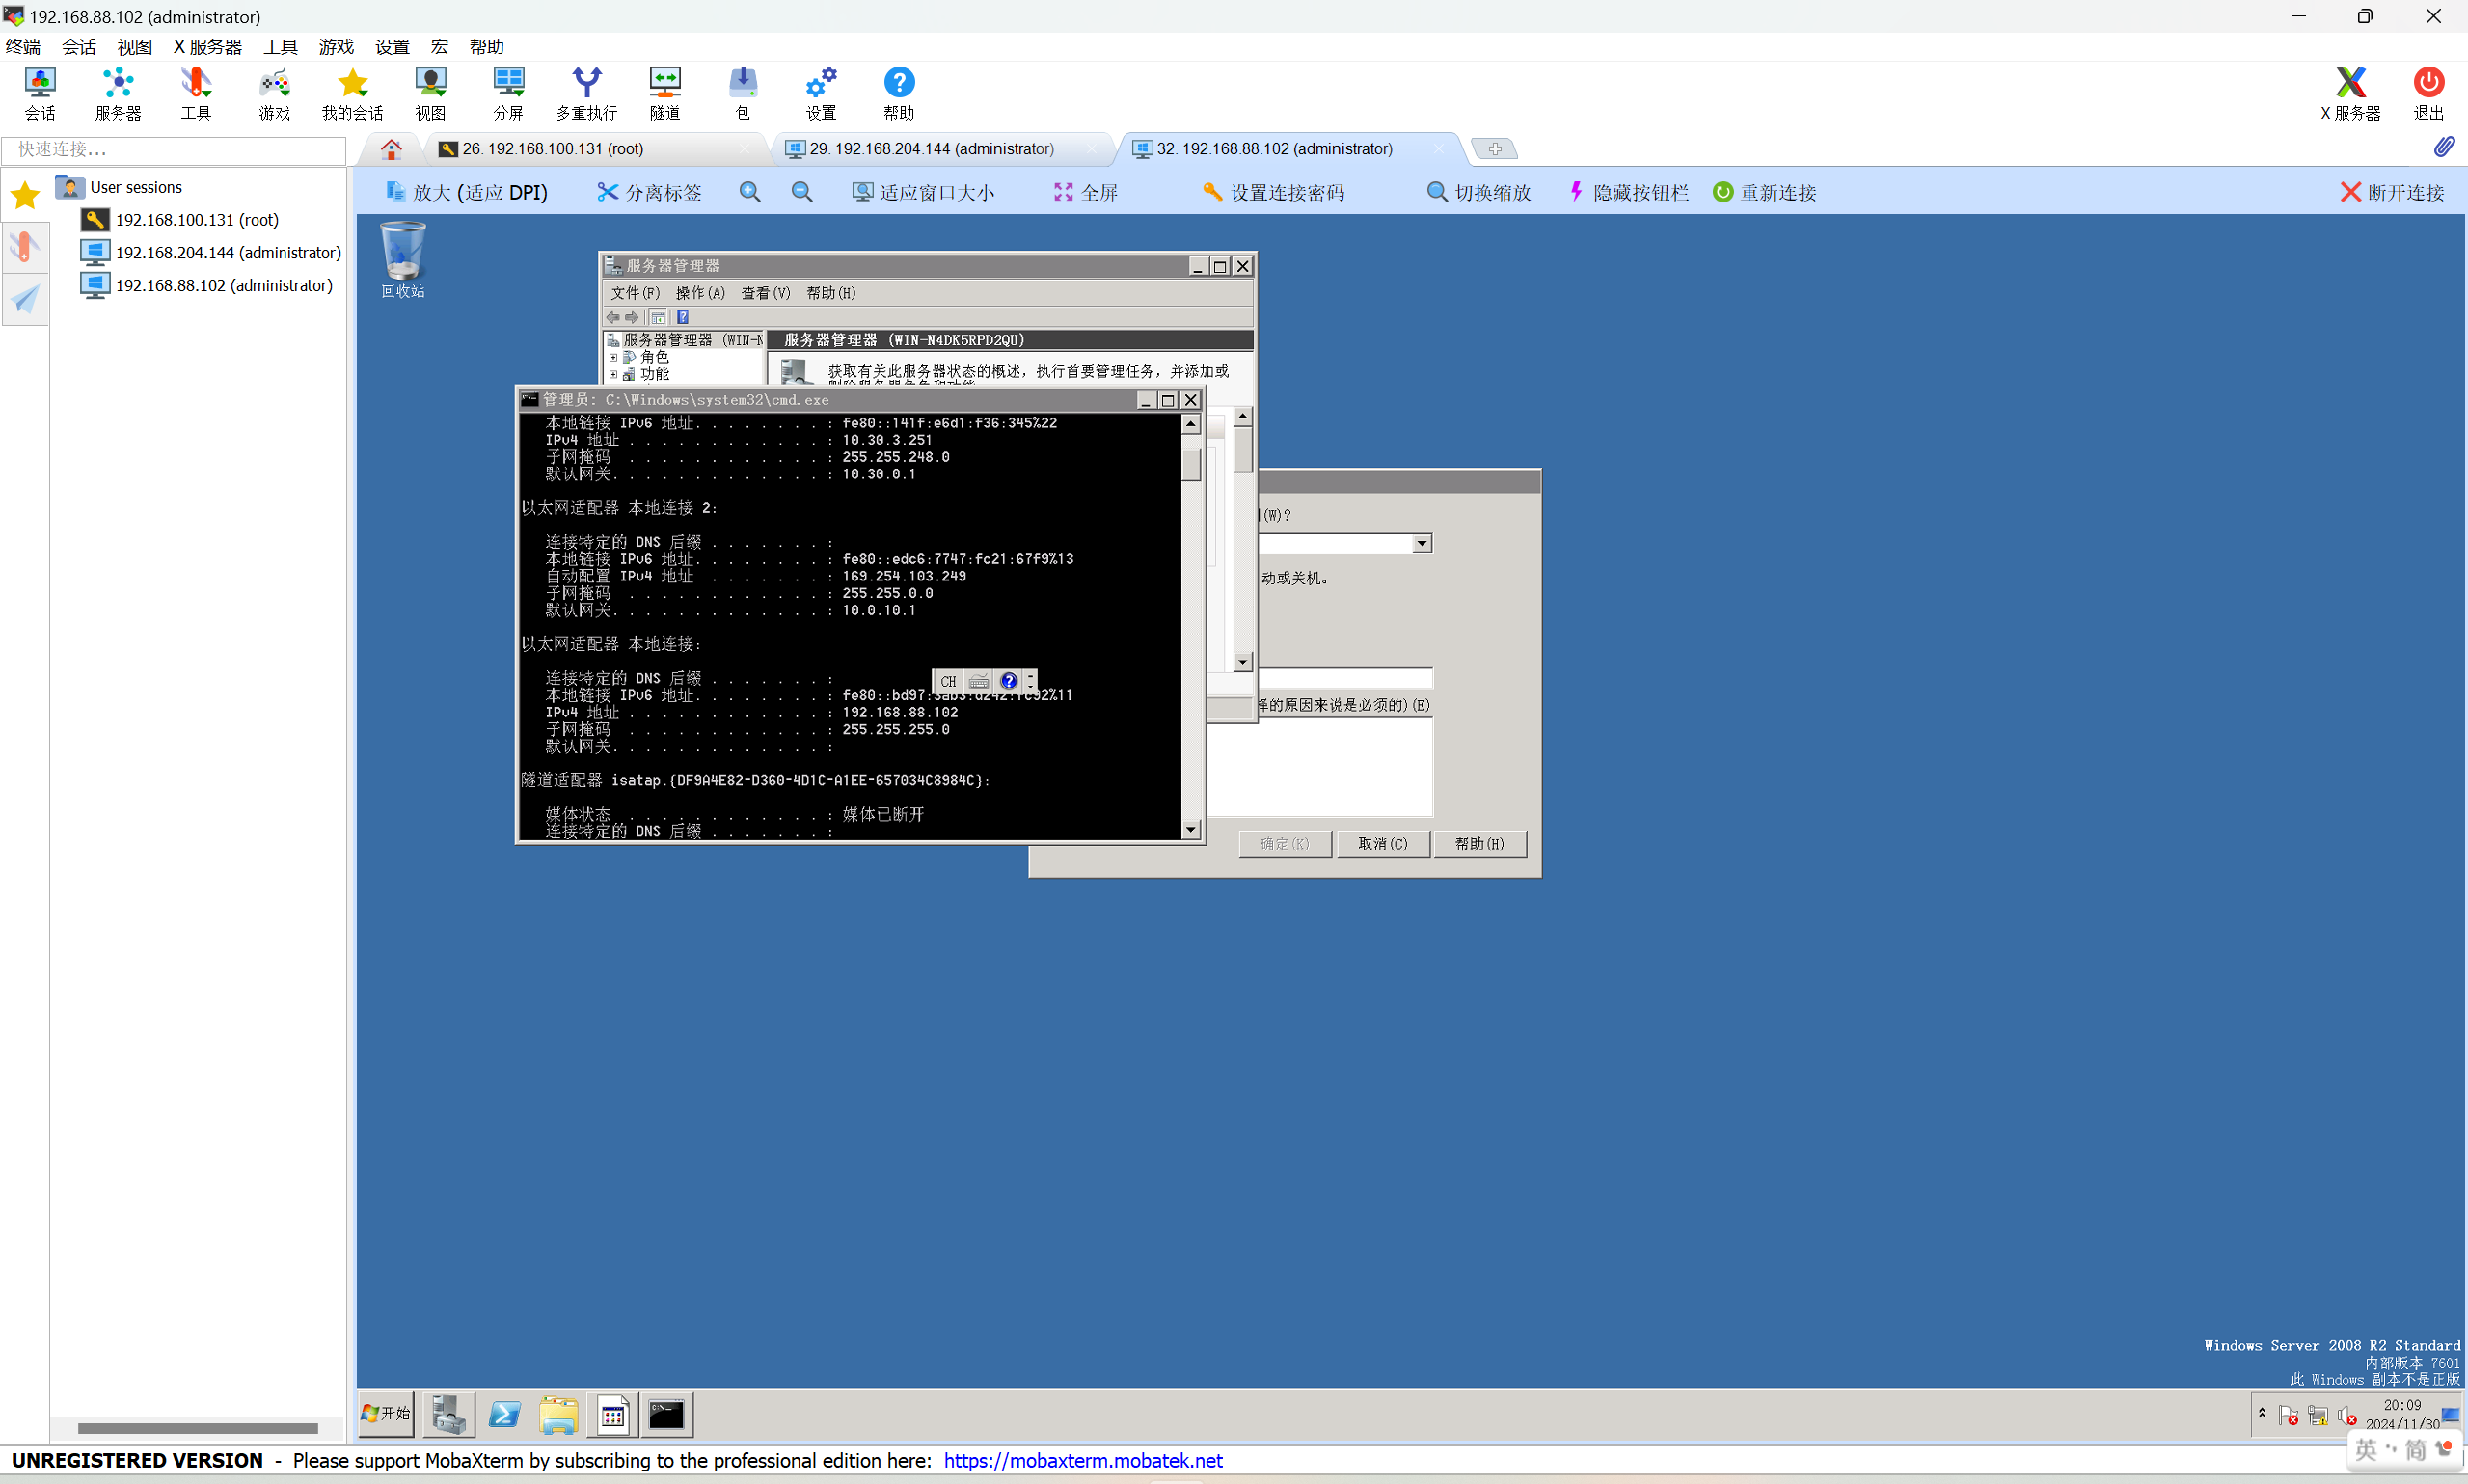 192.168.88.102 (administrator)
终端 会话 视图 X 服务器 工具 游戏 设置 宏 帮助
会话 服务器 工具 游戏 我的会话 视图 分屏 多重执行 隧道 包 设置 帮助 X 服务器 退出
快速连接...
26. 192.168.100.131 (root) 29. 192.168.204.144 (administrator) 32. 192.168.88.102 (administrator)
放大 (适应 DPI) 分离标签 适应窗口大小 全屏 设置连接密码 切换缩放 隐藏按钮栏 重新连接 断开连接
User sessions
192.168.100.131 (root)
192.168.204.144 (administrator)
192.168.88.102 (administrator)
回收站
服务器管理器
文件(F) 操作(A) 查看(V) 帮助(H)
服务器管理器 (WIN-N
角色
功能
服务器管理器 (WIN-N4DK5RPD2QU)
获取有关此服务器状态的概述，执行首要管理任务，并添加或
管理员: C:\Windows\system32\cmd.exe
本地链接 IPv6 地址. . . . . . . . : fe80::141f:e6d1:f36:345%22
IPv4 地址 . . . . . . . . . . . . : 10.30.3.251
子网掩码 . . . . . . . . . . . . : 255.255.248.0
默认网关. . . . . . . . . . . . . : 10.30.0.1
以太网适配器 本地连接 2:
连接特定的 DNS 后缀 . . . . . . . :
本地链接 IPv6 地址. . . . . . . . : fe80::edc6:7747:fc21:67f9%13
自动配置 IPv4 地址 . . . . . . . : 169.254.103.249
子网掩码 . . . . . . . . . . . . : 255.255.0.0
默认网关. . . . . . . . . . . . . : 10.0.10.1
以太网适配器 本地连接:
连接特定的 DNS 后缀 . . . . . . . :
本地链接 IPv6 地址. . . . . . . . :
IPv4 地址 . . . . . . . . . . . . : 192.168.88.102
子网掩码 . . . . . . . . . . . . : 255.255.255.0
默认网关. . . . . . . . . . . . . :
隧道适配器 isatap.{DF9A4E82-D360-4D1C-A1EE-657034C8984C}:
媒体状态 . . . . . . . . . . . . : 媒体已断开
连接特定的 DNS 后缀 . . . . . . . :
CH
(W)?
动或关机。
的原因来说是必须的)(E)
确定(K) 取消(C) 帮助(H)
Windows Server 2008 R2 Standard
内部版本 7601
此 Windows 副本不是正版
开始
20:09
2024/11/30
英 简
UNREGISTERED VERSION - Please support MobaXterm by subscribing to the professional edition here: https://mobaxterm.mobatek.net